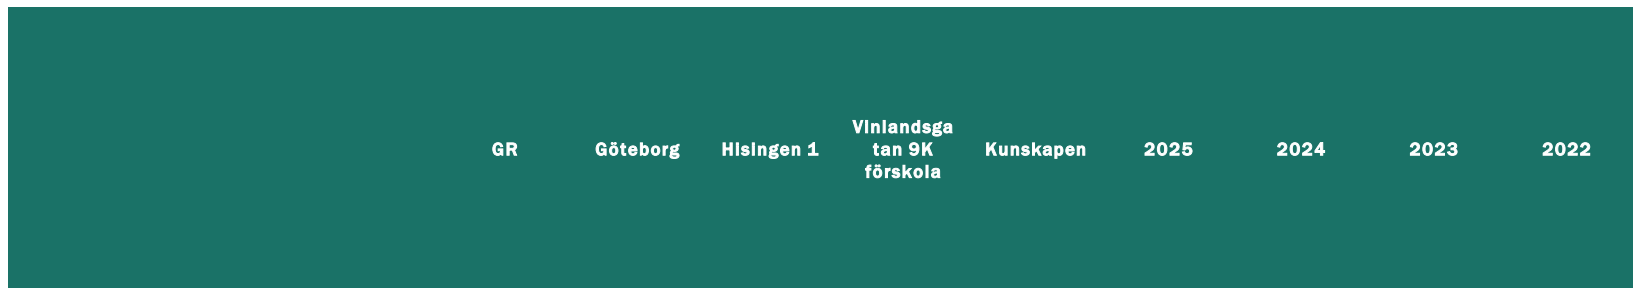 GR Göteborg Hisingen 1 Vinlandsga
tan 9K
förskola Kunskapen 2025 2024 2023 2022